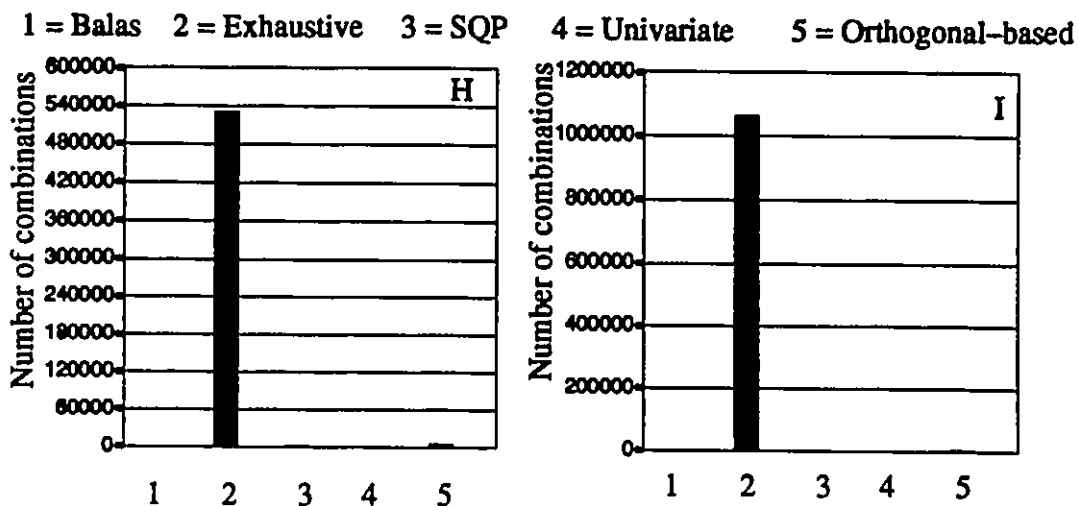 1 = Balas 2 = Exhaustive 3 = SQP 4 = Univariate 5 = Orthogonal–based
H
Number of combinations
600000
540000
480000
420000
360000
300000
240000
180000
120000
60000
0
1 2 3 4 5
I
Number of combinations
1200000
1000000
800000
600000
400000
200000
0
1 2 3 4 5